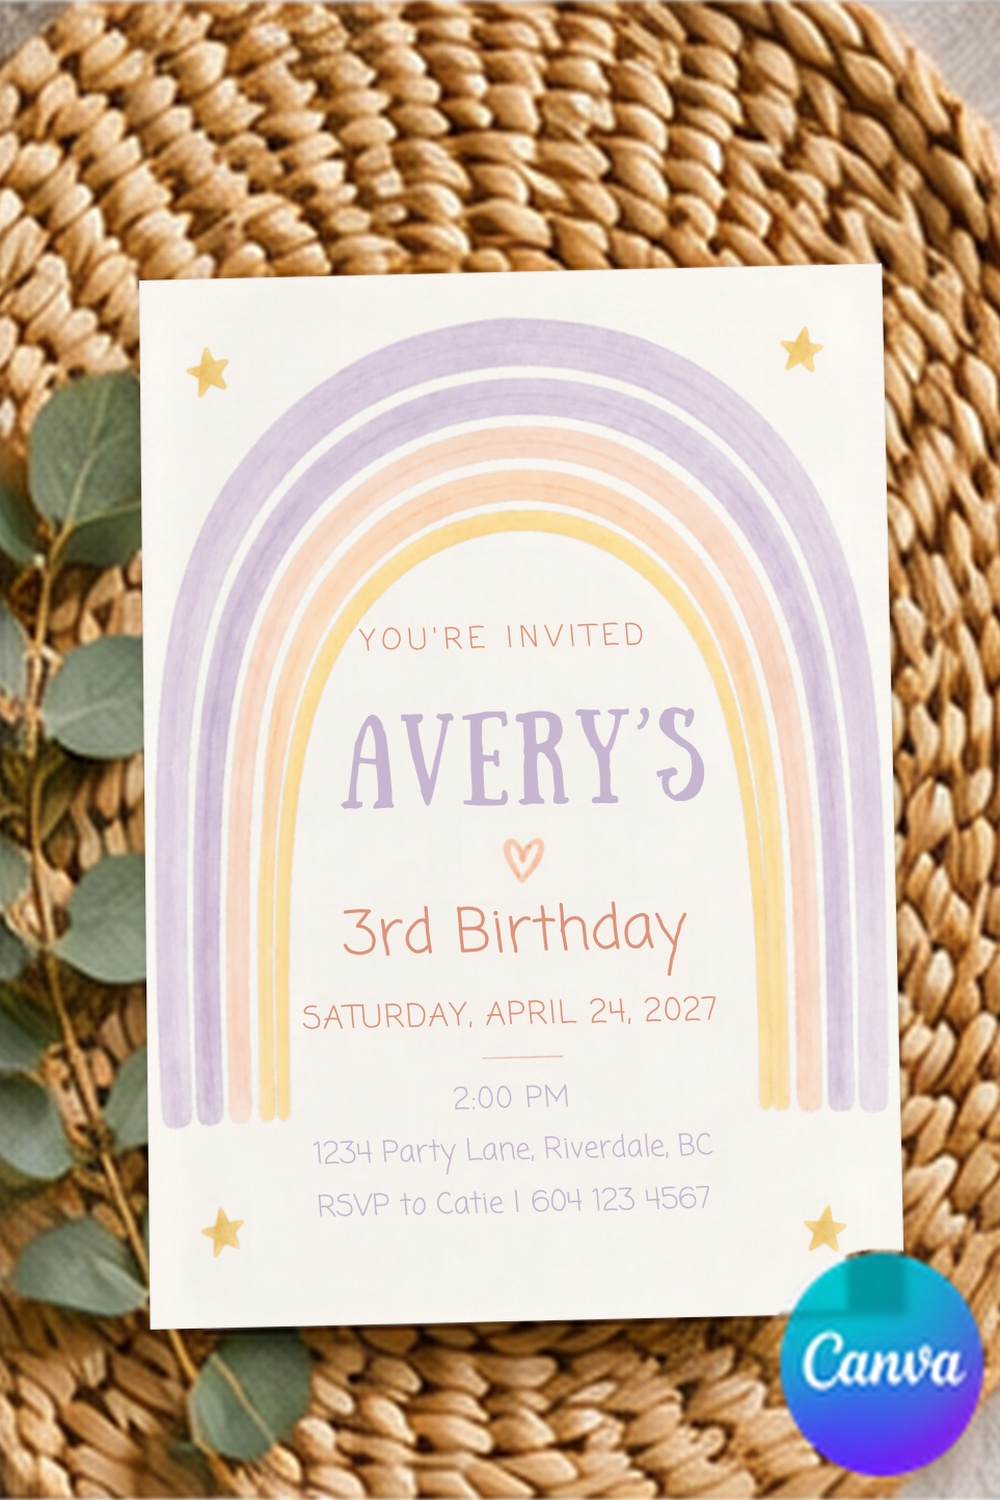 YOU'RE INVITED
AVERY'S
3rd Birthday
SATURDAY, APRIL 24, 2027
2:00 PM
1234 Party Lane, Riverdale, BC
RSVP to Catie | 604 123 4567
Canva